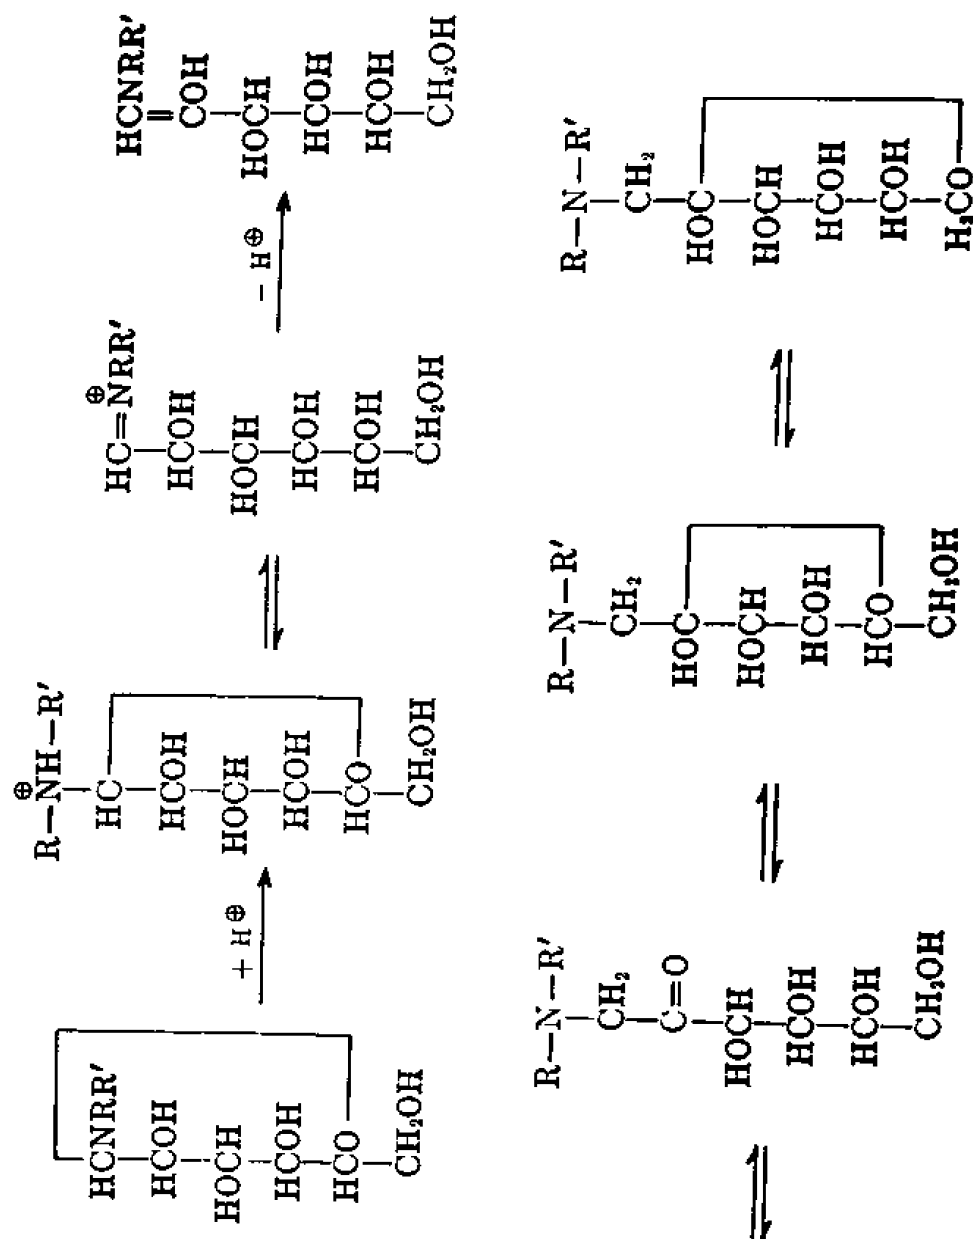 HCNRR′
HCOH
HOCH
HCOH
HCO
CH₂OH
+ H⊕
⊕
R—NH—R′
HC
HCOH
HOCH
HCOH
HCO
CH₂OH
⇌
⊕
HC=NRR′
HCOH
HOCH
HCOH
HCOH
CH₂OH
− H⊕
HCNRR′
COH
HOCH
HCOH
HCOH
CH₂OH
⇌
R—N—R′
CH₂
C=O
HOCH
HCOH
HCOH
CH₂OH
⇌
R—N—R′
CH₂
HOC
HOCH
HCOH
HCO
CH₂OH
⇌
R—N—R′
CH₂
HOC
HOCH
HCOH
HCOH
H₂CO